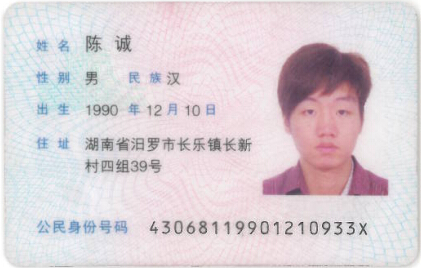 姓名 陈诚
性别 男 民族 汉
出生 1990 年 12 月 10 日
住址 湖南省汨罗市长乐镇长新
村四组39号
公民身份号码 43068119901210933X